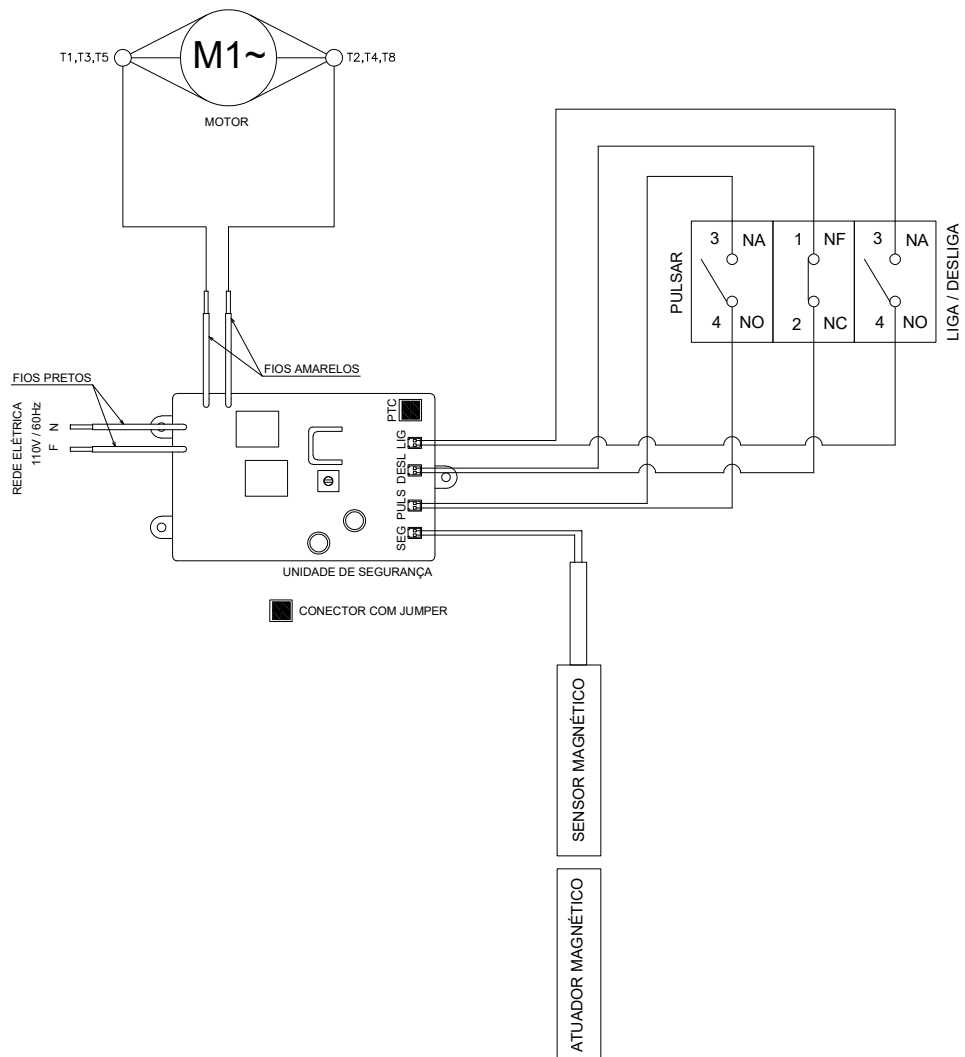 T1,T3,T5
M1~
T2,T4,T8
MOTOR
3 NA
4 NO
1 NF
2 NC
3 NA
4 NO
PULSAR
LIGA / DESLIGA
FIOS AMARELOS
FIOS PRETOS
REDE ELÉTRICA
110V / 60Hz
F N
PTC
LIG
DESL
PULS
SEG
UNIDADE DE SEGURANÇA
CONECTOR COM JUMPER
SENSOR MAGNÉTICO
ATUADOR MAGNÉTICO